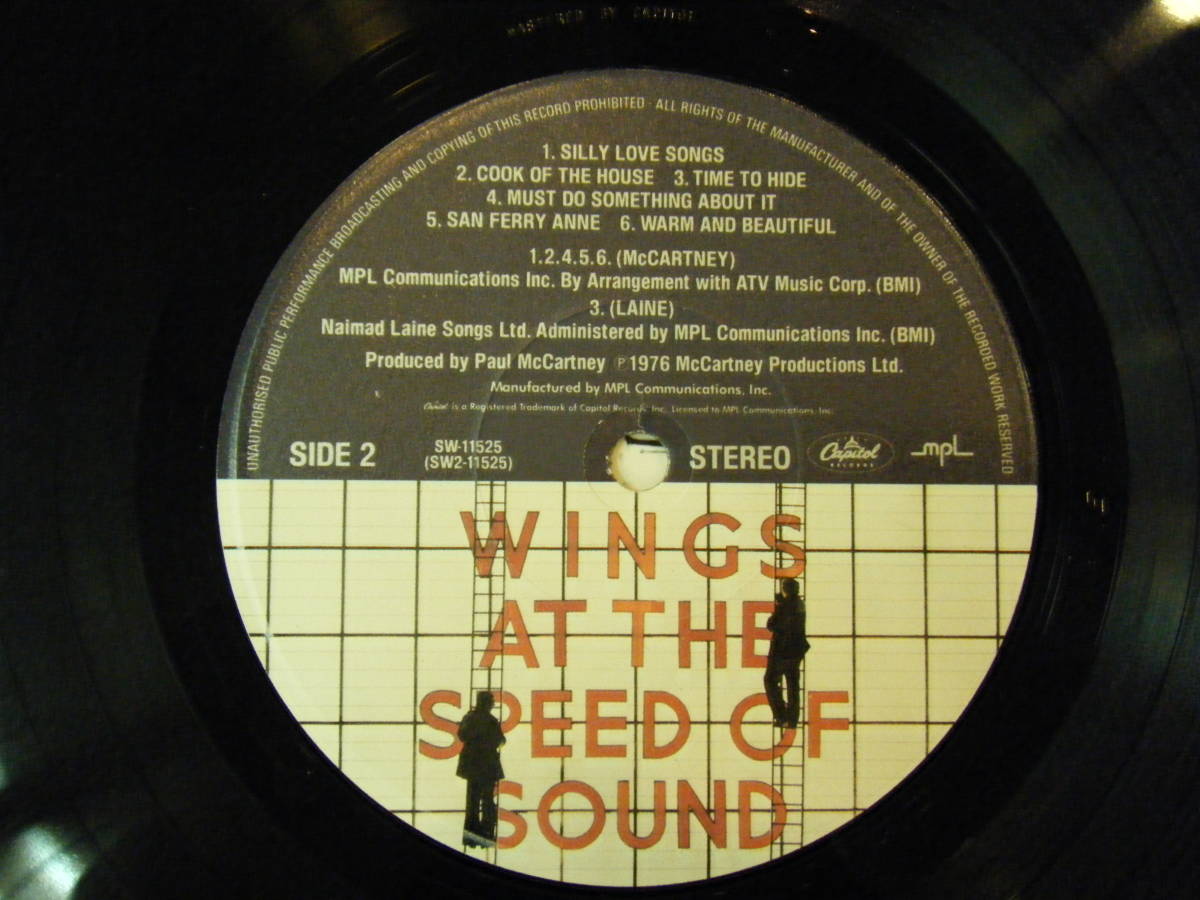 MASTERED BY CAPITOL
UNAUTHORISED PUBLIC PERFORMANCE BROADCASTING AND COPYING OF THIS RECORD PROHIBITED · ALL RIGHTS OF THE MANUFACTURER AND OF THE OWNER OF THE RECORDED WORK RESERVED
1. SILLY LOVE SONGS
2. COOK OF THE HOUSE 3. TIME TO HIDE
4. MUST DO SOMETHING ABOUT IT
5. SAN FERRY ANNE 6. WARM AND BEAUTIFUL
1.2.4.5.6. (McCARTNEY)
MPL Communications Inc. By Arrangement with ATV Music Corp. (BMI)
3. (LAINE)
Naimad Laine Songs Ltd. Administered by MPL Communications Inc. (BMI)
Produced by Paul McCartney ℗1976 McCartney Productions Ltd.
Manufactured by MPL Communications, Inc.
Capitol is a Registered Trademark of Capitol Records, Inc. Licensed to MPL Communications, Inc.
SIDE 2 SW-11525 STEREO Capitol mpl
(SW2-11525) RECORDS
WINGS
AT THE
SPEED OF
SOUND